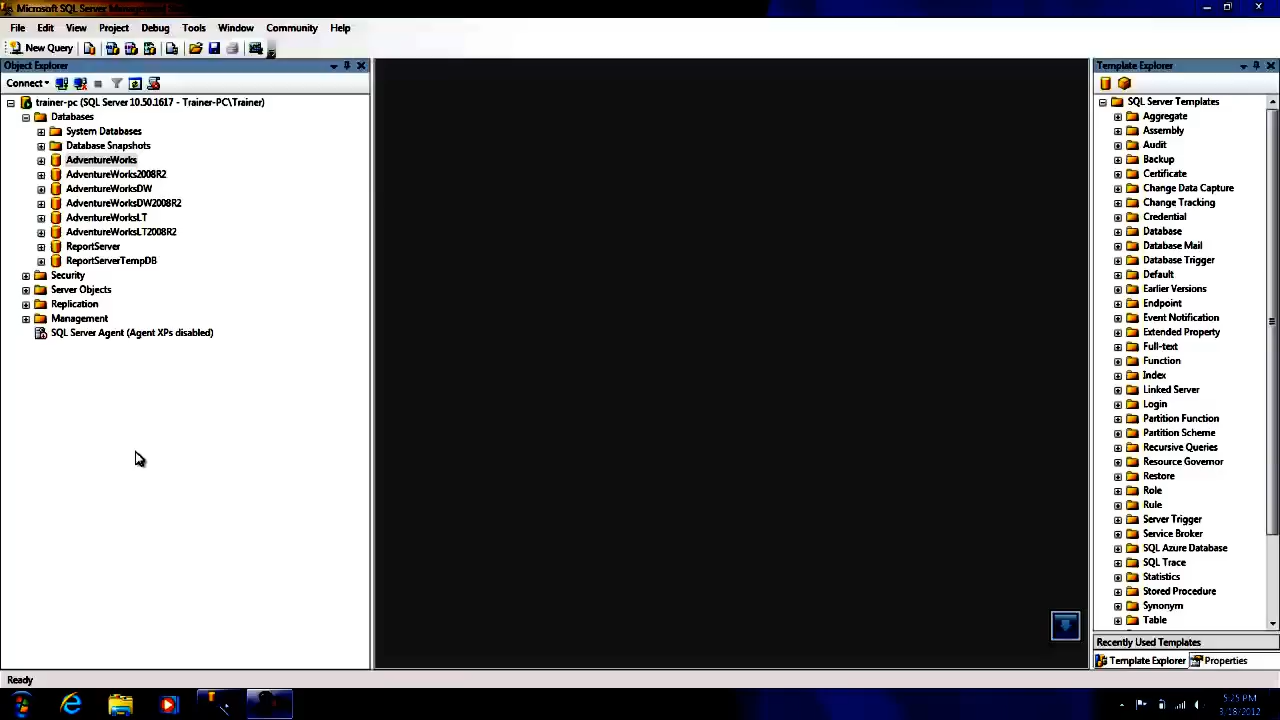 Microsoft SQL Server Management
File Edit View Project Debug Tools Window Community Help
New Query
Object Explorer
Connect
trainer-pc (SQL Server 10.50.1617 - Trainer-PC\Trainer)
Databases
System Databases
Database Snapshots
AdventureWorks
AdventureWorks2008R2
AdventureWorksDW
AdventureWorksDW2008R2
AdventureWorksLT
AdventureWorksLT2008R2
ReportServer
ReportServerTempDB
Security
Server Objects
Replication
Management
SQL Server Agent (Agent XPs disabled)
Template Explorer
SQL Server Templates
Aggregate
Assembly
Audit
Backup
Certificate
Change Data Capture
Change Tracking
Credential
Database
Database Mail
Database Trigger
Default
Earlier Versions
Endpoint
Event Notification
Extended Property
Full-text
Function
Index
Linked Server
Login
Partition Function
Partition Scheme
Recursive Queries
Resource Governor
Restore
Role
Rule
Server Trigger
Service Broker
SQL Azure Database
SQL Trace
Statistics
Stored Procedure
Synonym
Table
Recently Used Templates
Template Explorer Properties
Ready
5:25 PM
3/18/2012